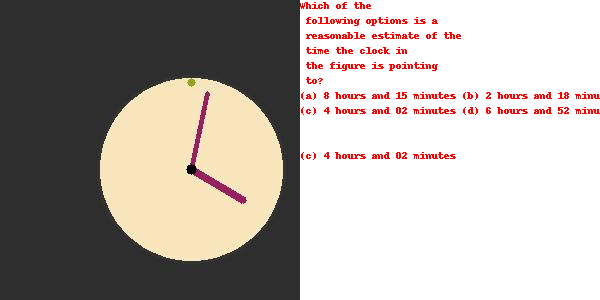 Which of the
following options is a
reasonable estimate of the
time the clock in
the figure is pointing
to?
(a) 8 hours and 15 minutes (b) 2 hours and 18 minu
(c) 4 hours and 02 minutes (d) 6 hours and 52 minu
(c) 4 hours and 02 minutes